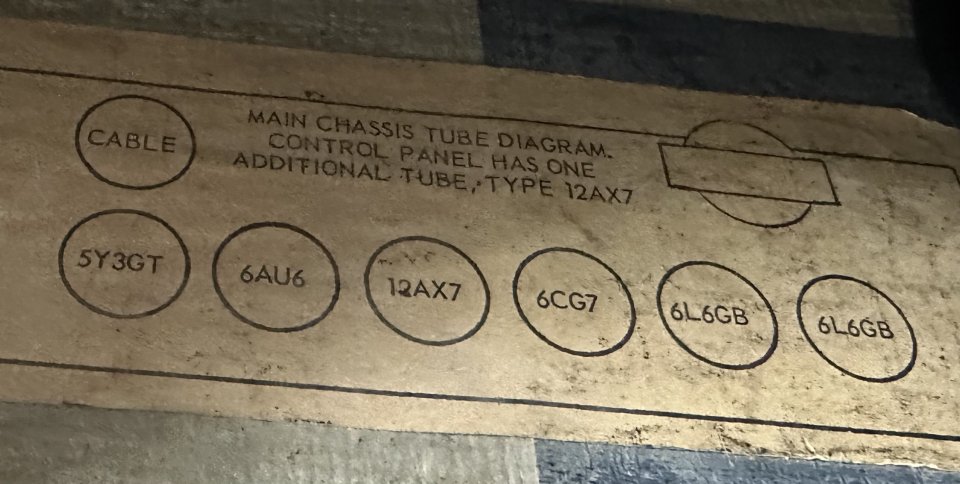 CABLE
MAIN CHASSIS TUBE DIAGRAM.
CONTROL PANEL HAS ONE
ADDITIONAL TUBE, TYPE 12AX7
5Y3GT
6AU6
12AX7
6CG7
6L6GB
6L6GB